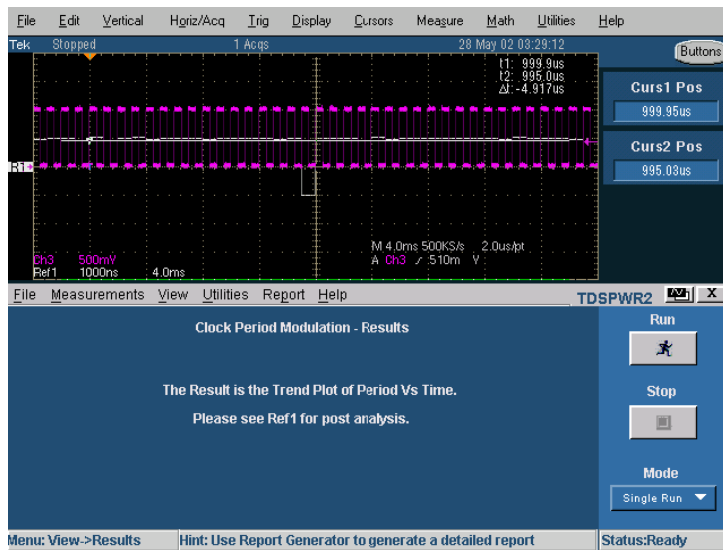 File Edit Vertical Horiz/Acq Trig Display Cursors Measure Math Utilities Help
Tek Stopped 1 Acqs 28 May 02 03:29:12
Buttons
t1: 999.9us
t2: 995.0us
Δt: -4.917us
Curs1 Pos
999.95us
Curs2 Pos
995.03us
R1
M 4.0ms 500KS/s 2.0us/pt
A Ch3 510m V
Ch3 500mV
Ref1 1000ns 4.0ms
File Measurements View Utilities Report Help
TDSPWR2 X
Clock Period Modulation - Results
The Result is the Trend Plot of Period Vs Time.
Please see Ref1 for post analysis.
Run
Stop
Mode
Single Run
Menu: View->Results Hint: Use Report Generator to generate a detailed report Status:Ready